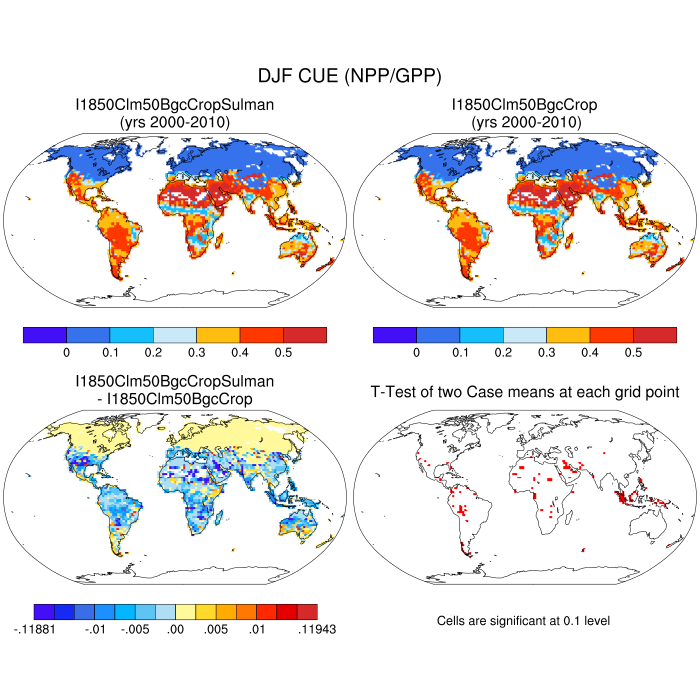 DJF CUE (NPP/GPP)
I1850Clm50BgcCropSulman
(yrs 2000-2010)
I1850Clm50BgcCrop
(yrs 2000-2010)
0 0.1 0.2 0.3 0.4 0.5
0 0.1 0.2 0.3 0.4 0.5
I1850Clm50BgcCropSulman
- I1850Clm50BgcCrop
T-Test of two Case means at each grid point
-.11881 -.01 -.005 .00 .005 .01 .11943
Cells are significant at 0.1 level